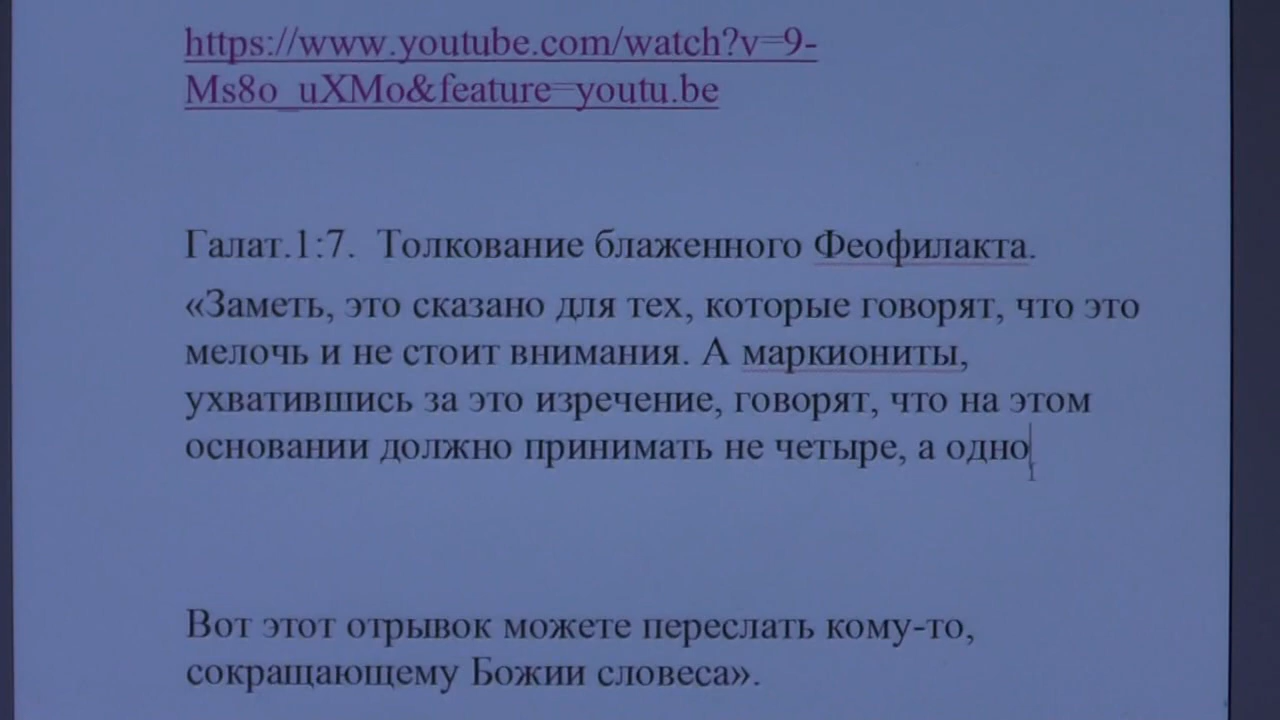 https://www.youtube.com/watch?v=9-
Ms8o_uXMo&feature=youtu.be
Галат.1:7. Толкование блаженного Феофилакта.
«Заметь, это сказано для тех, которые говорят, что это
мелочь и не стоит внимания. А маркиониты,
ухватившись за это изречение, говорят, что на этом
основании должно принимать не четыре, а одно
Вот этот отрывок можете переслать кому-то,
сокращающему Божии словеса».